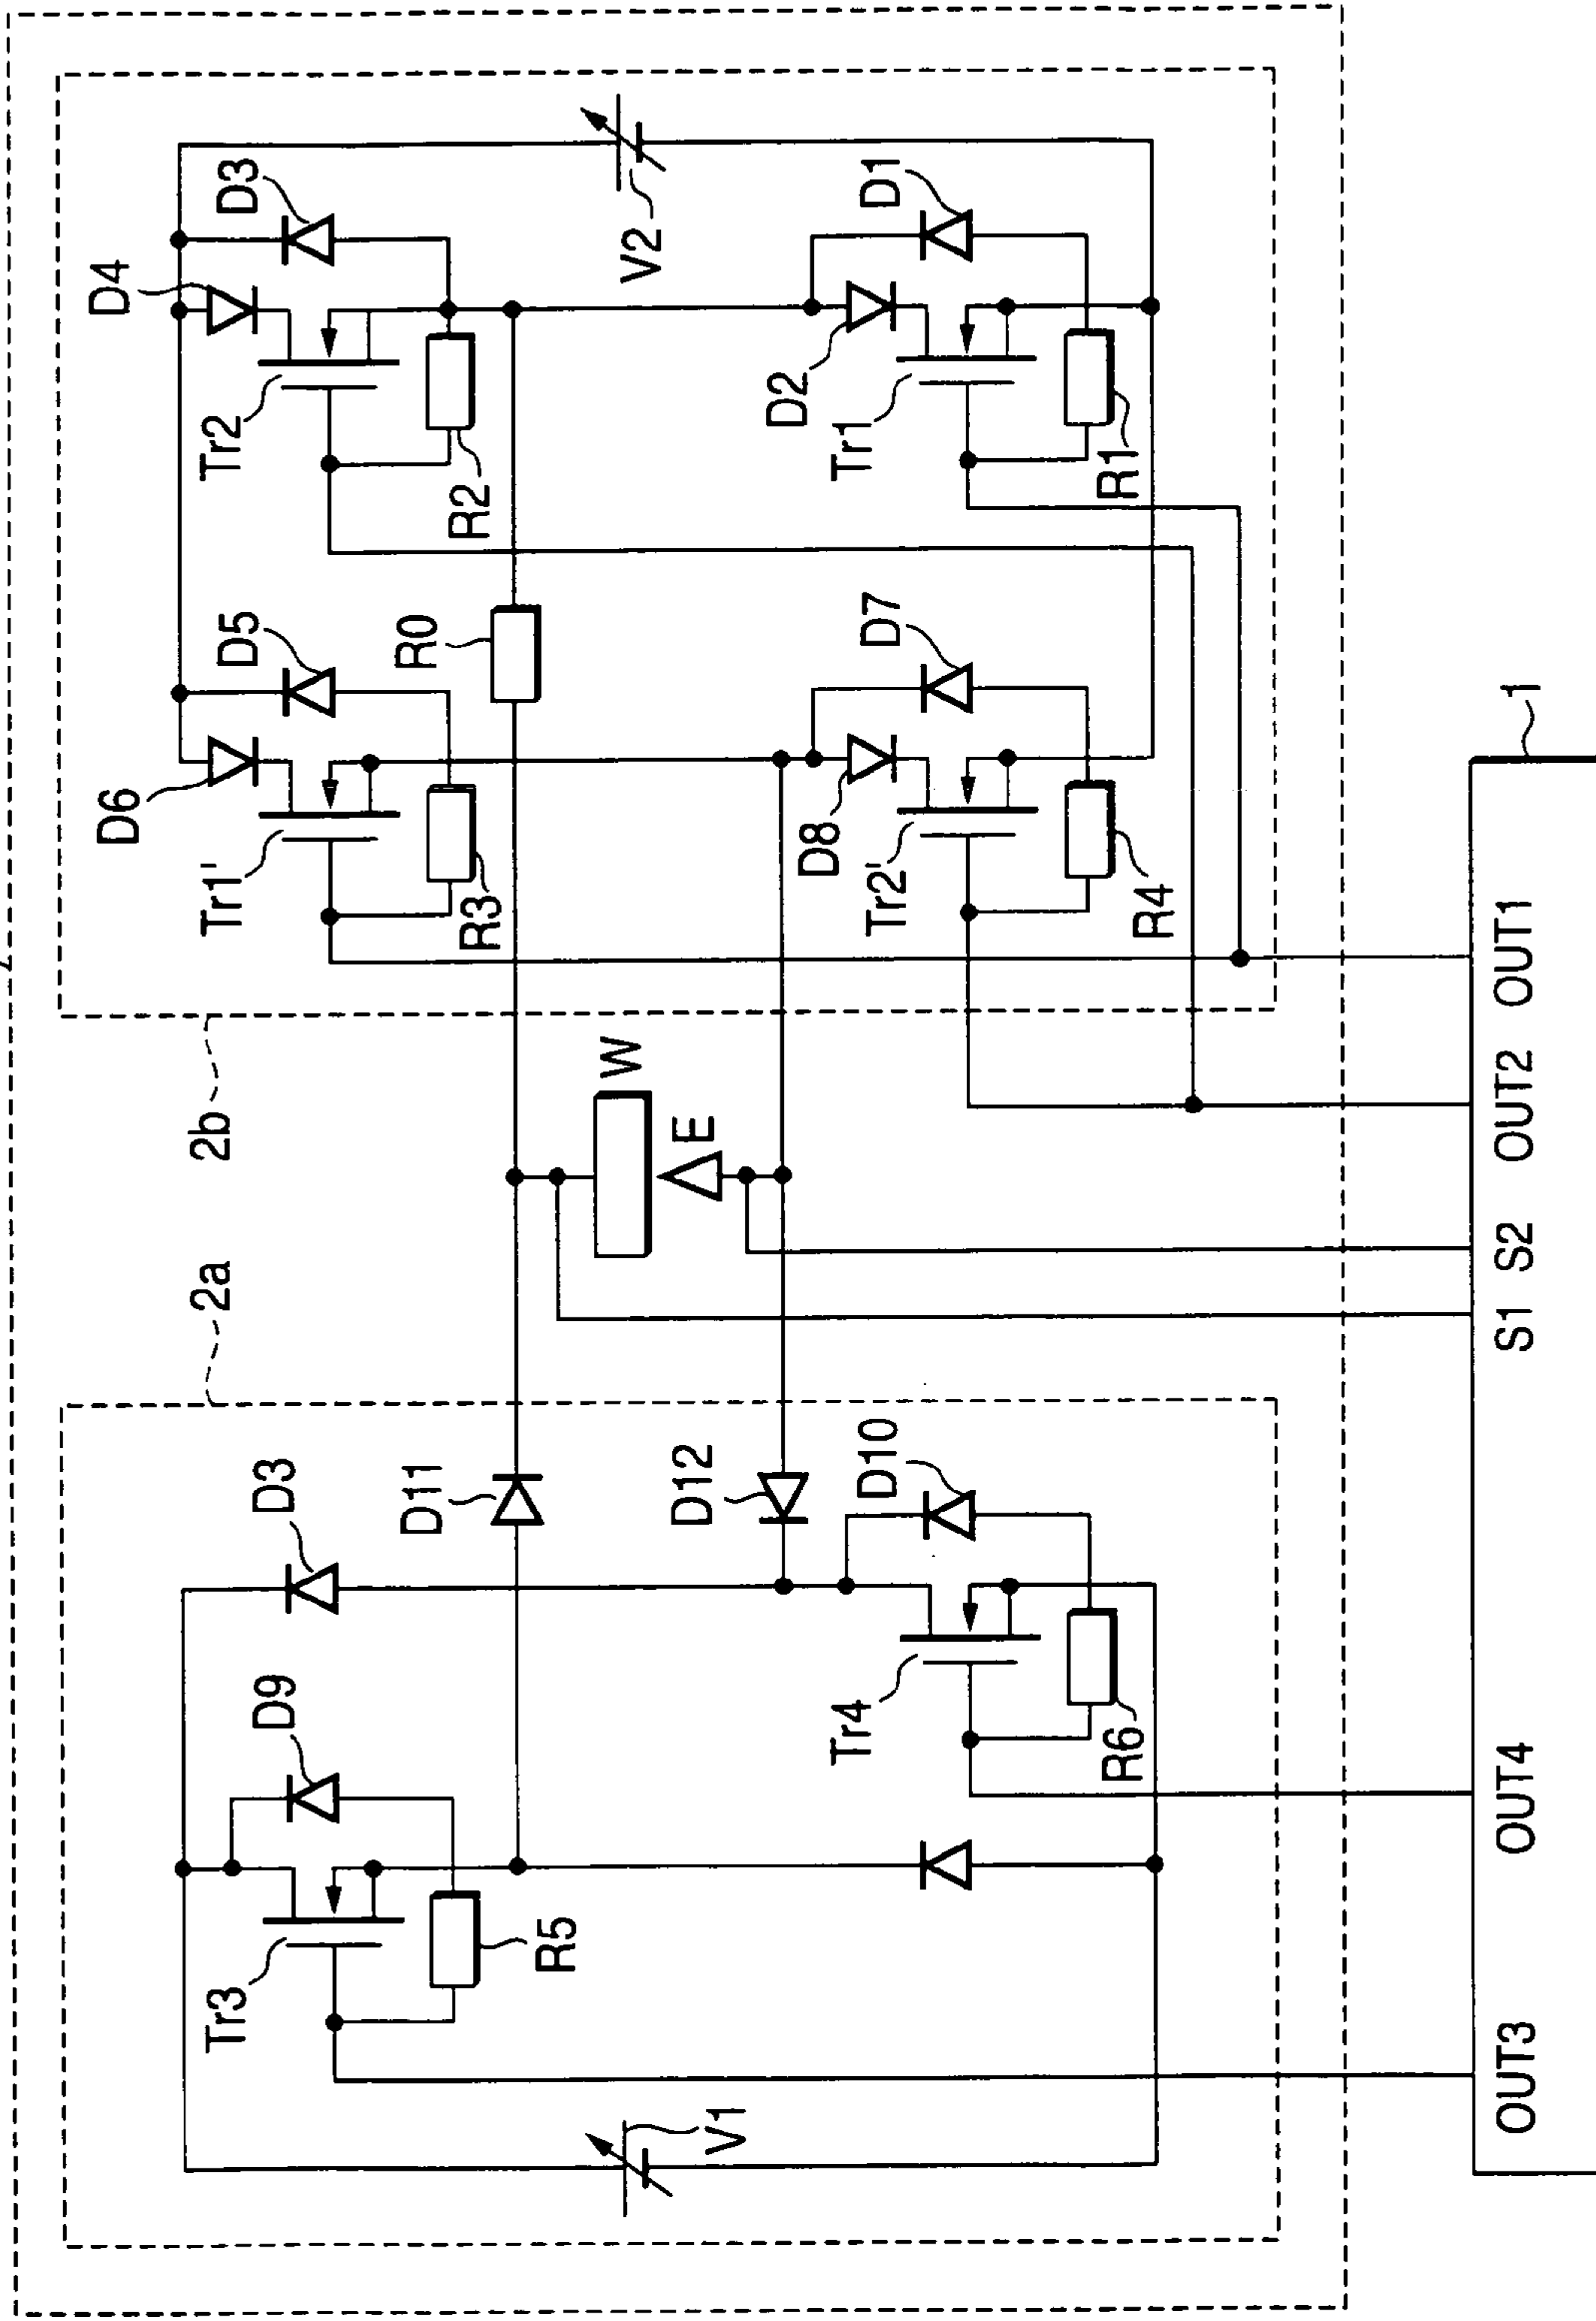 D4
D3
Tr2
R2
V2
D2
D1
Tr1
R1
D6
D5
Tr1'
R3
R0
D8
D7
Tr2'
R4
2b
W
E
2a
D3
D9
D11
D12
D10
Tr3
R5
Tr4
R6
V1
1
OUT3
OUT4
S1
S2
OUT2
OUT1